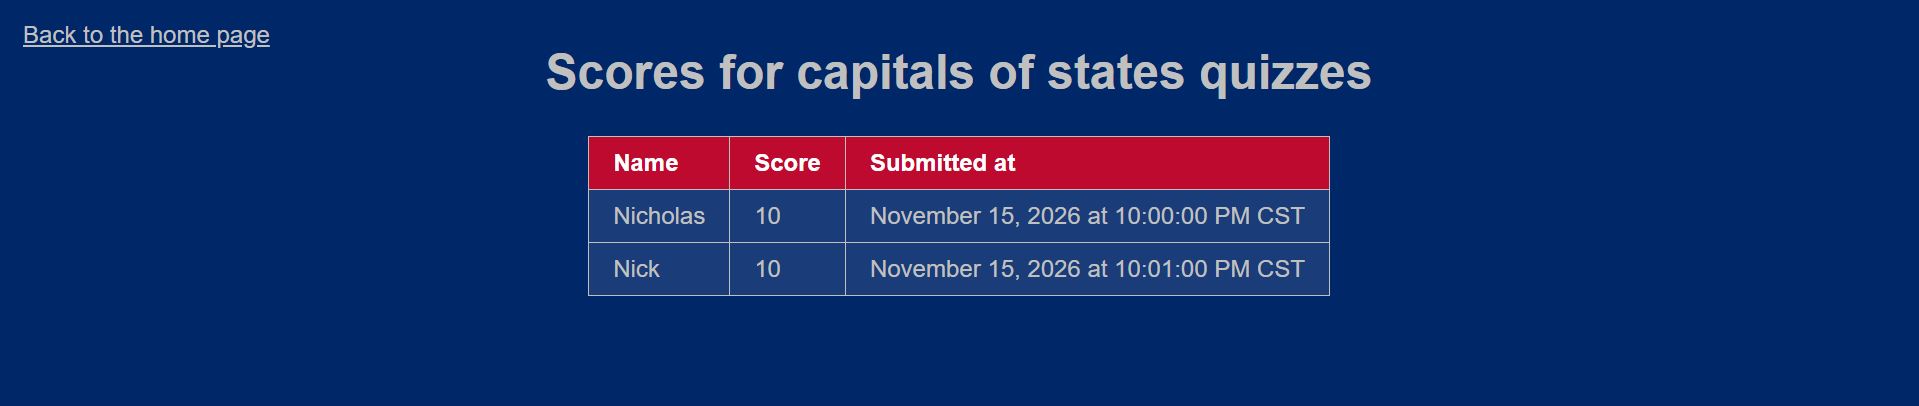 Back to the home page
Scores for capitals of states quizzes
Name Score Submitted at
Nicholas 10 November 15, 2026 at 10:00:00 PM CST
Nick 10 November 15, 2026 at 10:01:00 PM CST